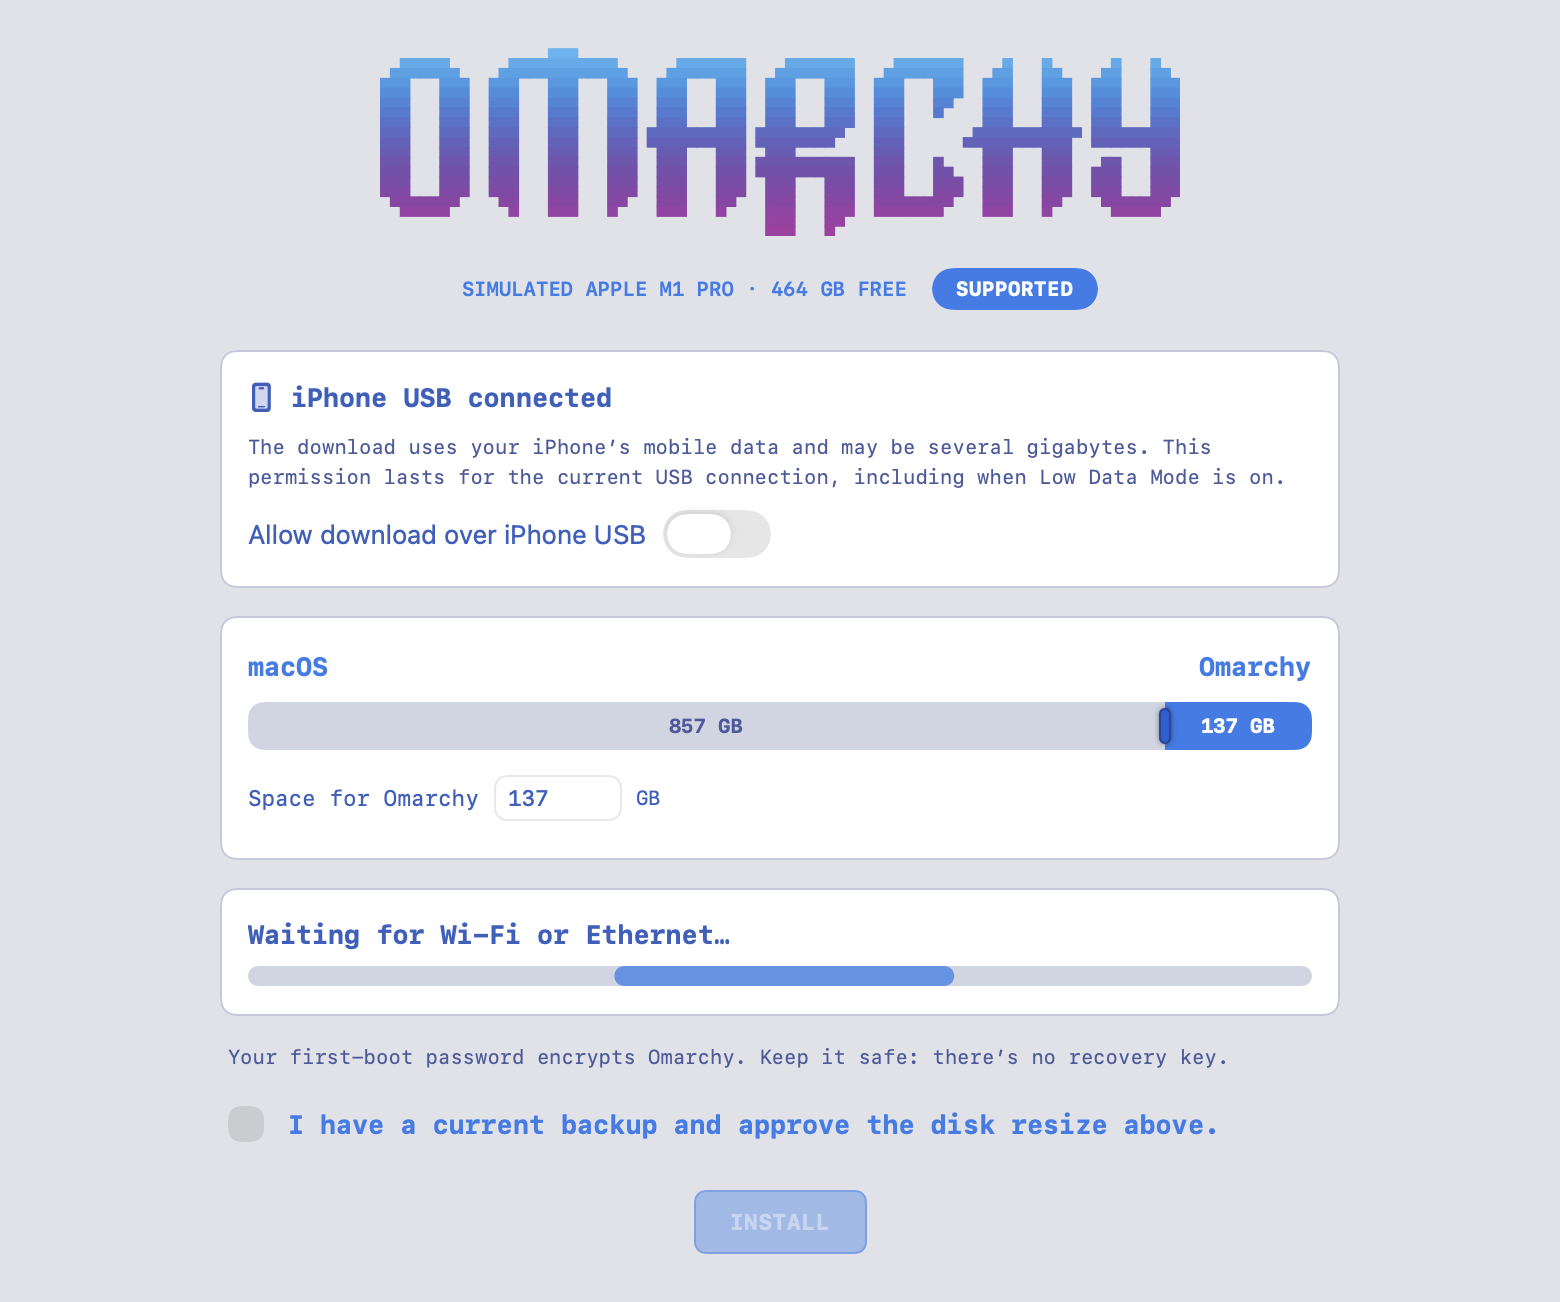 OMARCHY
SIMULATED APPLE M1 PRO · 464 GB FREE SUPPORTED
iPhone USB connected
The download uses your iPhone’s mobile data and may be several gigabytes. This
permission lasts for the current USB connection, including when Low Data Mode is on.
Allow download over iPhone USB
macOS Omarchy
857 GB 137 GB
Space for Omarchy 137 GB
Waiting for Wi-Fi or Ethernet…
Your first-boot password encrypts Omarchy. Keep it safe: there’s no recovery key.
I have a current backup and approve the disk resize above.
INSTALL